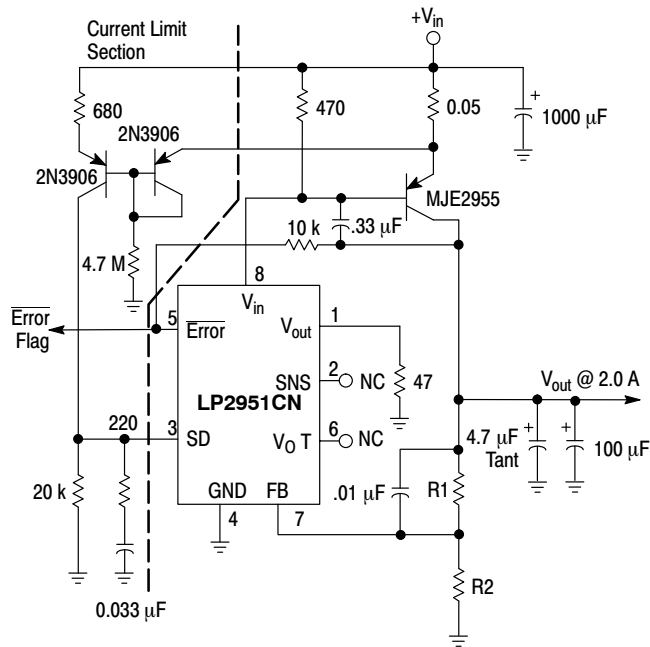 Current Limit
Section
+Vin
680
470
0.05
1000 µF
2N3906
2N3906
MJE2955
.33 µF
10 k
4.7 M
8
Vin
Error
Flag
5
Error
Vout
1
SNS
2
NC
47
LP2951CN
Vout @ 2.0 A
220
3
SD
VO T
6
NC
4.7 µF
Tant
100 µF
20 k
GND
FB
.01 µF
R1
4
7
R2
0.033 µF